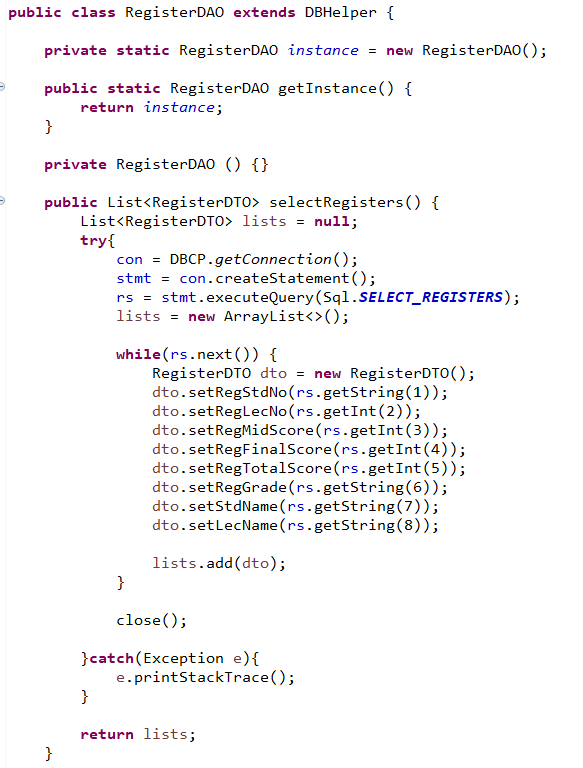 public class RegisterDAO extends DBHelper {
private static RegisterDAO instance = new RegisterDAO();
public static RegisterDAO getInstance() {
return instance;
}
private RegisterDAO () {}
public List<RegisterDTO> selectRegisters() {
List<RegisterDTO> lists = null;
try{
con = DBCP.getConnection();
stmt = con.createStatement();
rs = stmt.executeQuery(Sql.SELECT_REGISTERS);
lists = new ArrayList<>();
while(rs.next()) {
RegisterDTO dto = new RegisterDTO();
dto.setRegStdNo(rs.getString(1));
dto.setRegLecNo(rs.getInt(2));
dto.setRegMidScore(rs.getInt(3));
dto.setRegFinalScore(rs.getInt(4));
dto.setRegTotalScore(rs.getInt(5));
dto.setRegGrade(rs.getString(6));
dto.setStdName(rs.getString(7));
dto.setLecName(rs.getString(8));
lists.add(dto);
}
close();
}catch(Exception e){
e.printStackTrace();
}
return lists;
}